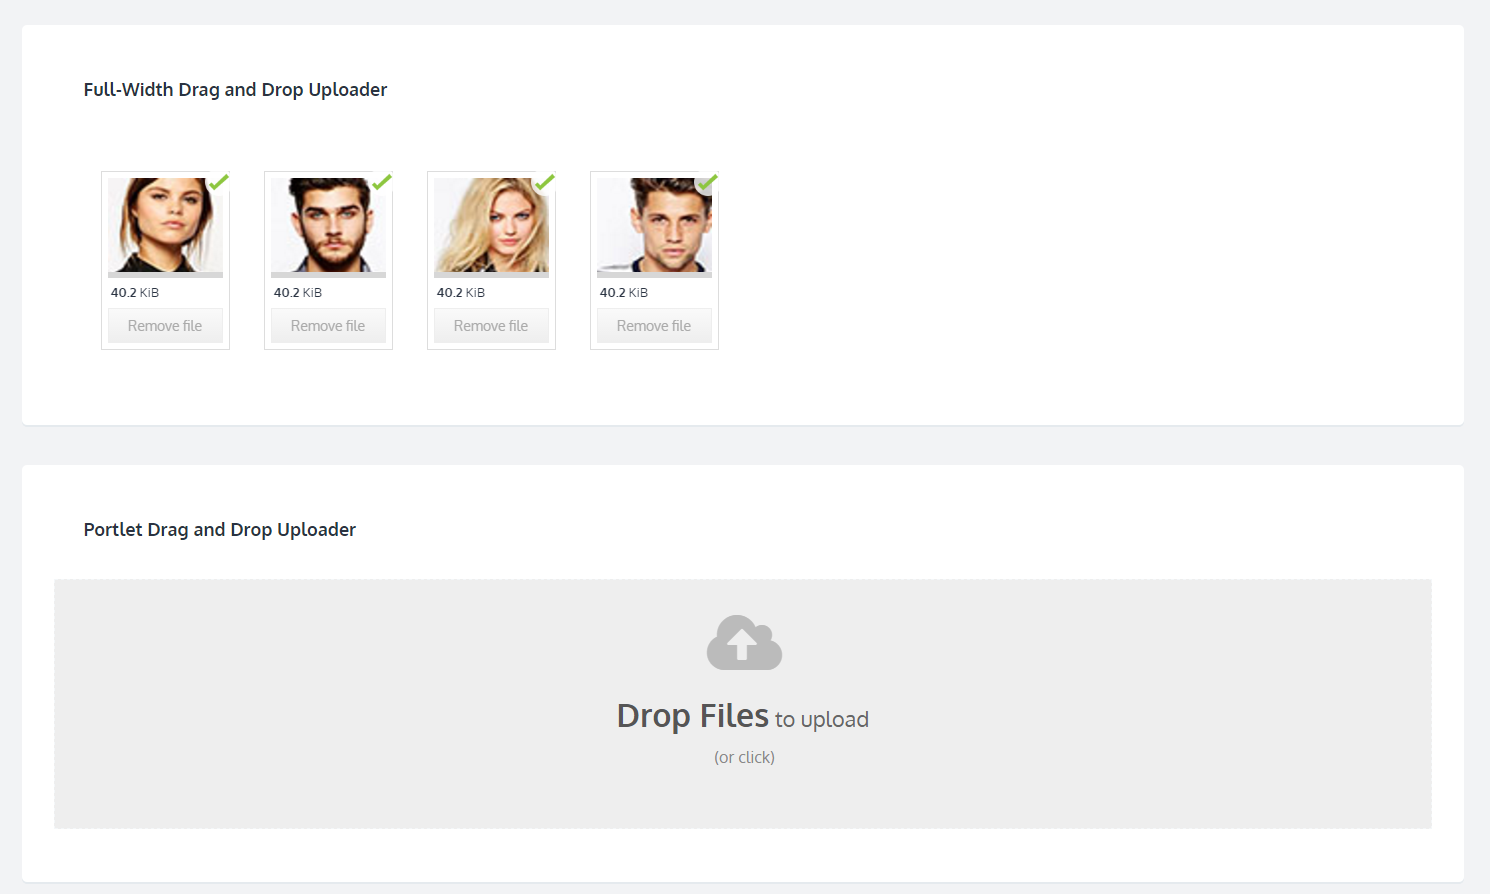 Full-Width Drag and Drop Uploader
40.2 KiB 40.2 KiB 40.2 KiB 40.2 KiB
Remove file Remove file Remove file Remove file
Portlet Drag and Drop Uploader
Drop Files to upload
(or click)